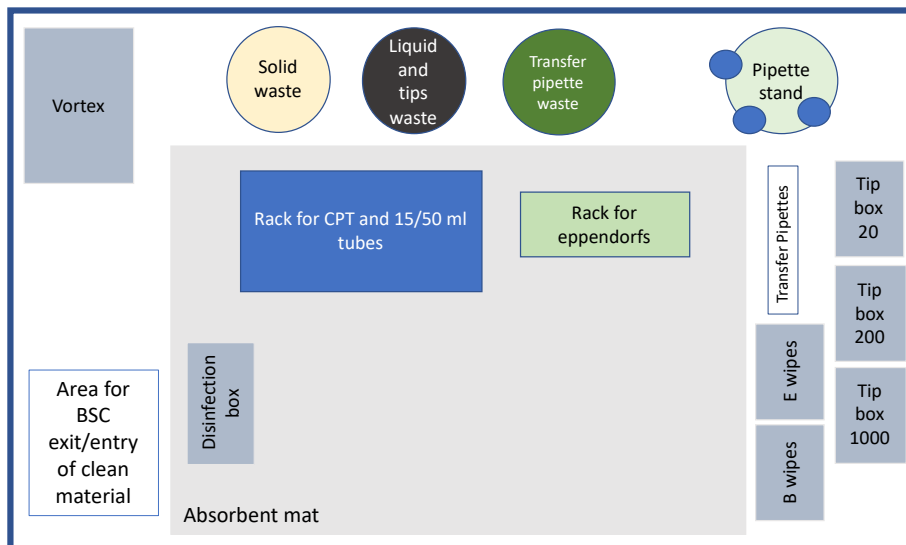 Vortex
Solid
waste
Liquid
and
tips
waste
Transfer
pipette
waste
Pipette
stand
Rack for CPT and 15/50 ml
tubes
Rack for
eppendorfs
Transfer Pipettes
Tip
box
20
Tip
box
200
E wipes
Tip
box
1000
B wipes
Disinfection
box
Area for
BSC
exit/entry
of clean
material
Absorbent mat